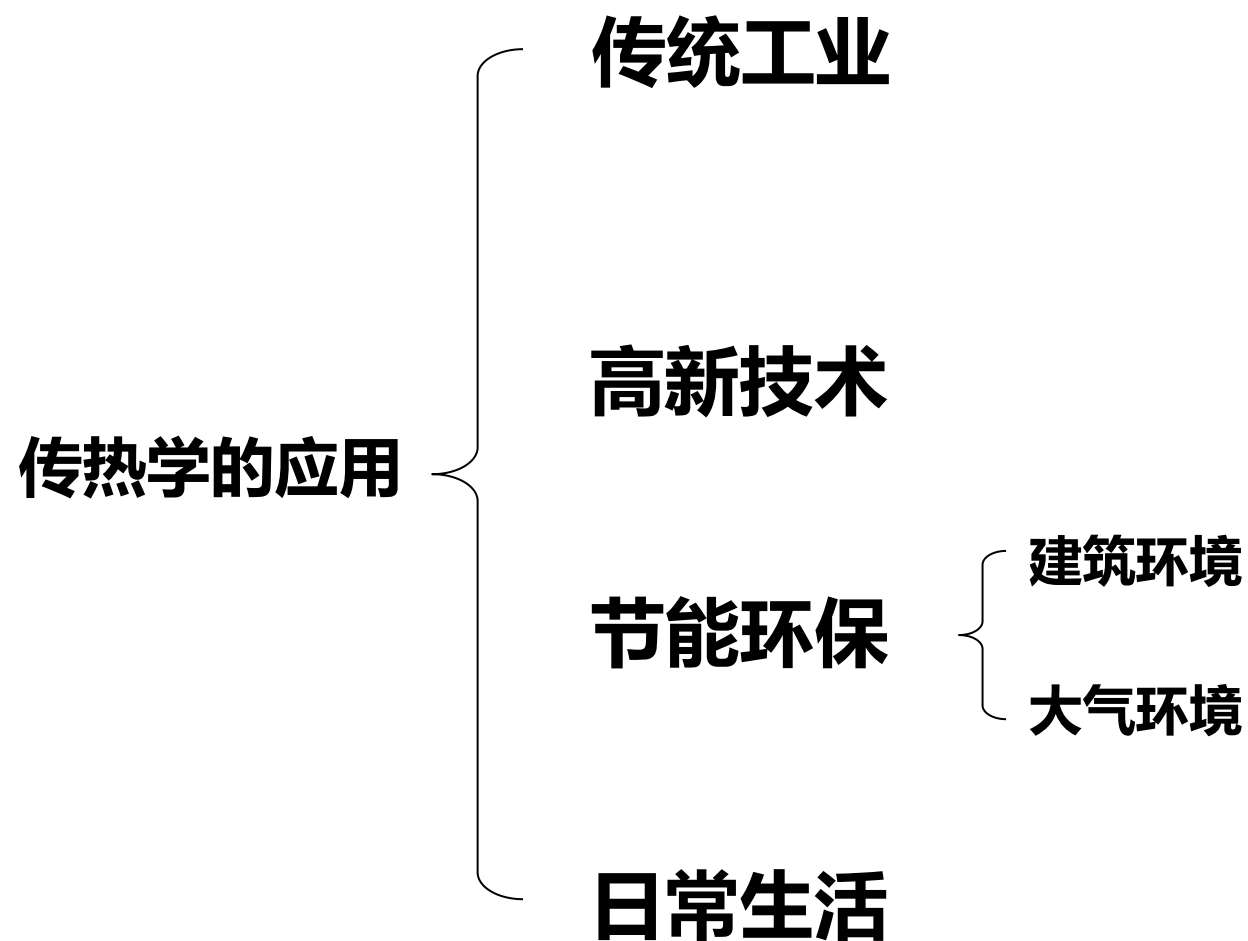 传热学的应用
传统工业
高新技术
节能环保
建筑环境
大气环境
日常生活